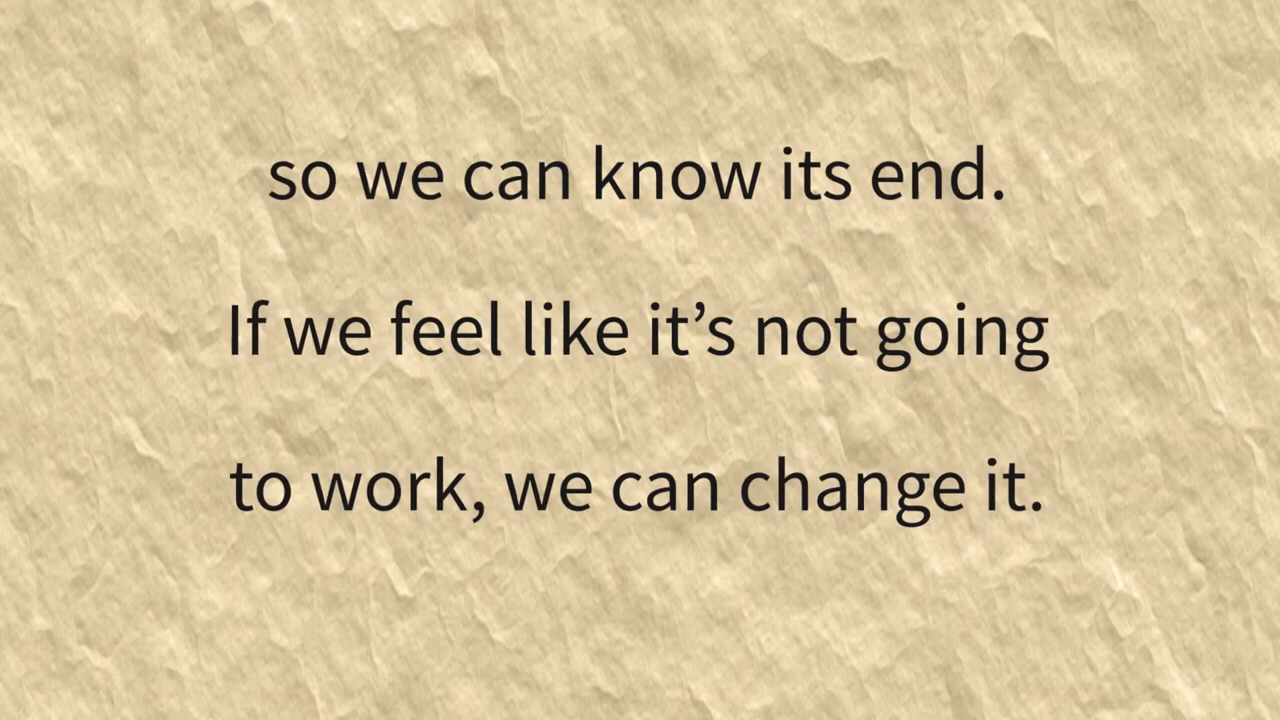 so we can know its end.
If we feel like it’s not going
to work, we can change it.